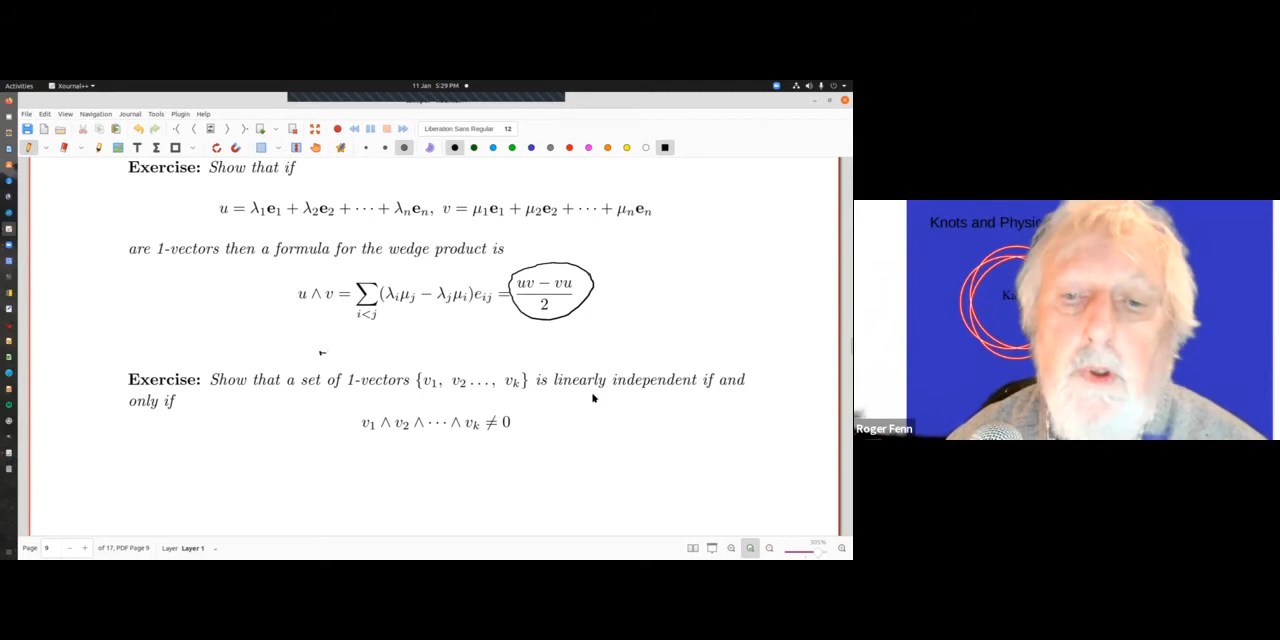 Activities Xournal++ 11 Jan 5:29 PM
File Edit View Navigation Journal Tools Plugin Help
Liberation Sans Regular 12
Exercise: Show that if
u = λ₁e₁ + λ₂e₂ + ··· + λₙeₙ, v = μ₁e₁ + μ₂e₂ + ··· + μₙeₙ
are 1-vectors then a formula for the wedge product is
u ∧ v = ∑_{i<j} (λᵢμⱼ − λⱼμᵢ)eᵢⱼ = (uv − vu)/2
Exercise: Show that a set of 1-vectors {v₁, v₂ ..., vₖ} is linearly independent if and
only if
v₁ ∧ v₂ ∧ ··· ∧ vₖ ≠ 0
Page 9 − + of 17, PDF Page 9 Layer Layer 1 305%
Knots and Physic
Ka
Roger Fenn